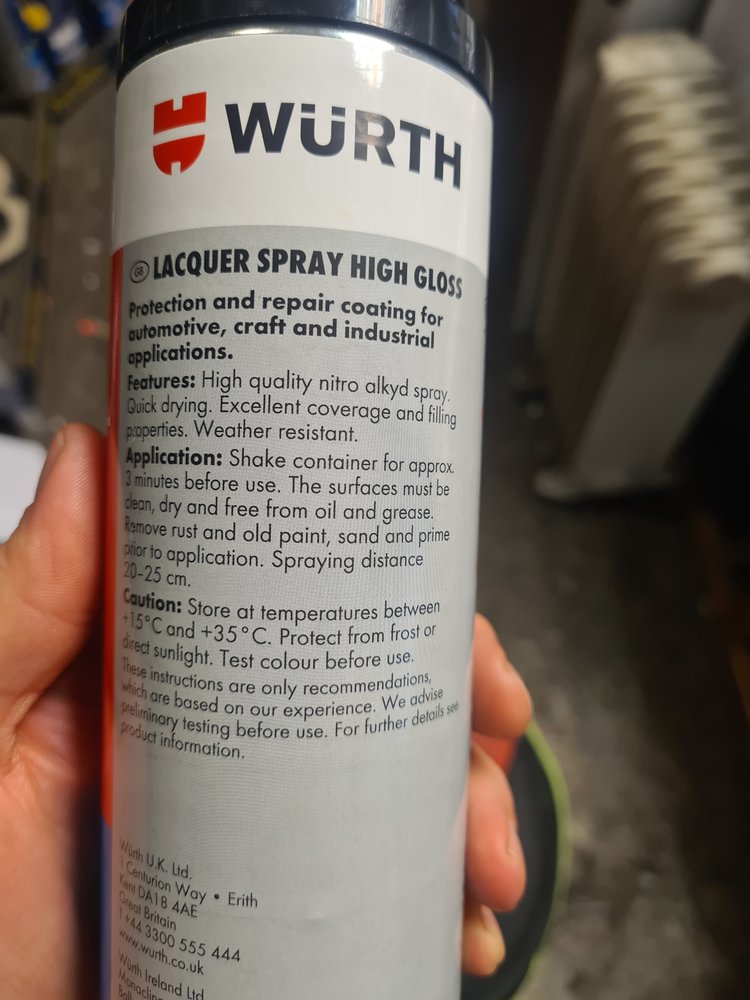 WÜRTH
GB LACQUER SPRAY HIGH GLOSS
Protection and repair coating for
automotive, craft and industrial
applications.
Features: High quality nitro alkyd spray.
Quick drying. Excellent coverage and filling
properties. Weather resistant.
Application: Shake container for approx.
3 minutes before use. The surfaces must be
clean, dry and free from oil and grease.
Remove rust and old paint, sand and prime
prior to application. Spraying distance
20-25 cm.
Caution: Store at temperatures between
+15°C and +35°C. Protect from frost or
direct sunlight. Test colour before use.
These instructions are only recommendations,
which are based on our experience. We advise
preliminary testing before use. For further details see
product information.
Würth U.K. Ltd.
1 Centurion Way • Erith
Kent DA18 4AE
Great Britain
T +44 3300 555 444
www.wurth.co.uk
Würth Ireland Ltd